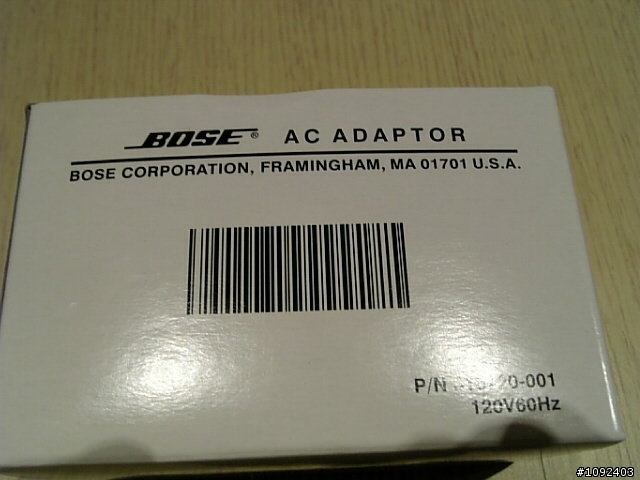 BOSE® AC ADAPTOR
BOSE CORPORATION, FRAMINGHAM, MA 01701 U.S.A.
P/N
120V60Hz
#1092403